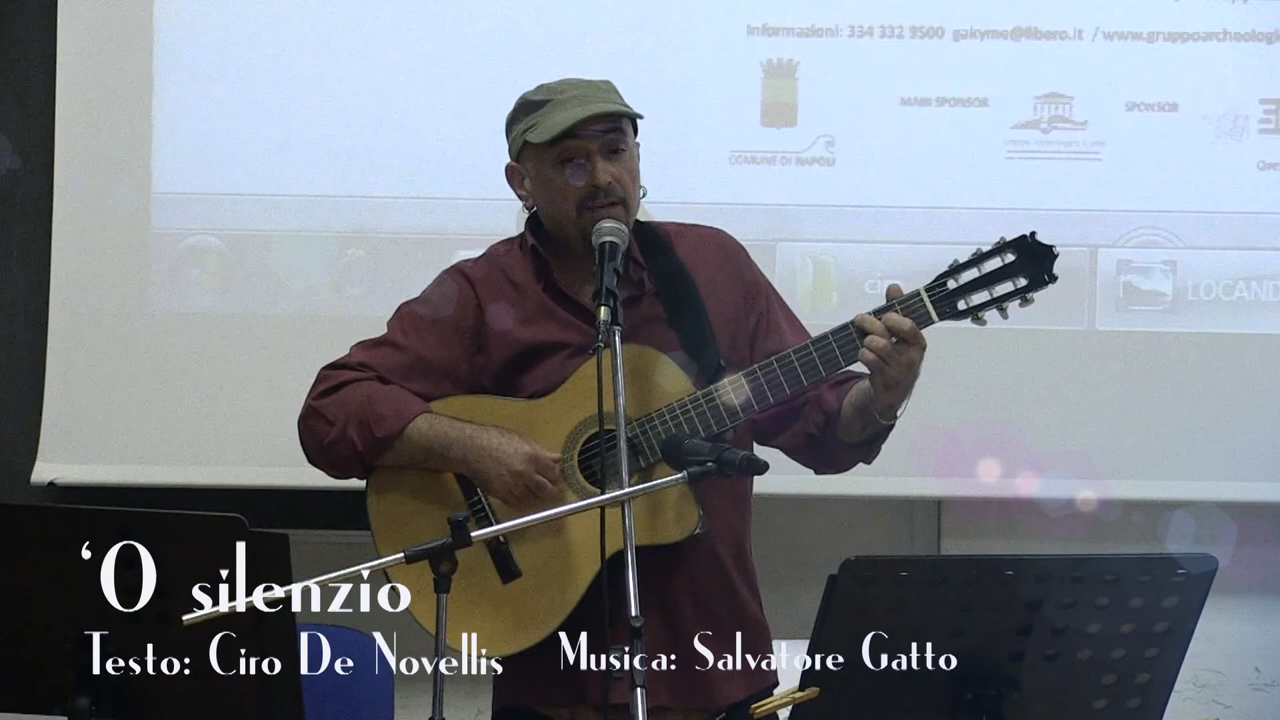 Informazioni: 334 332 9500 gakyme@libero.it / www.gruppoarcheologi
MAIN SPONSOR
SPONSOR
COMUNE DI NAPOLI
LOCAND
‘O silenzio
Testo: Ciro De Novellis Musica: Salvatore Gatto